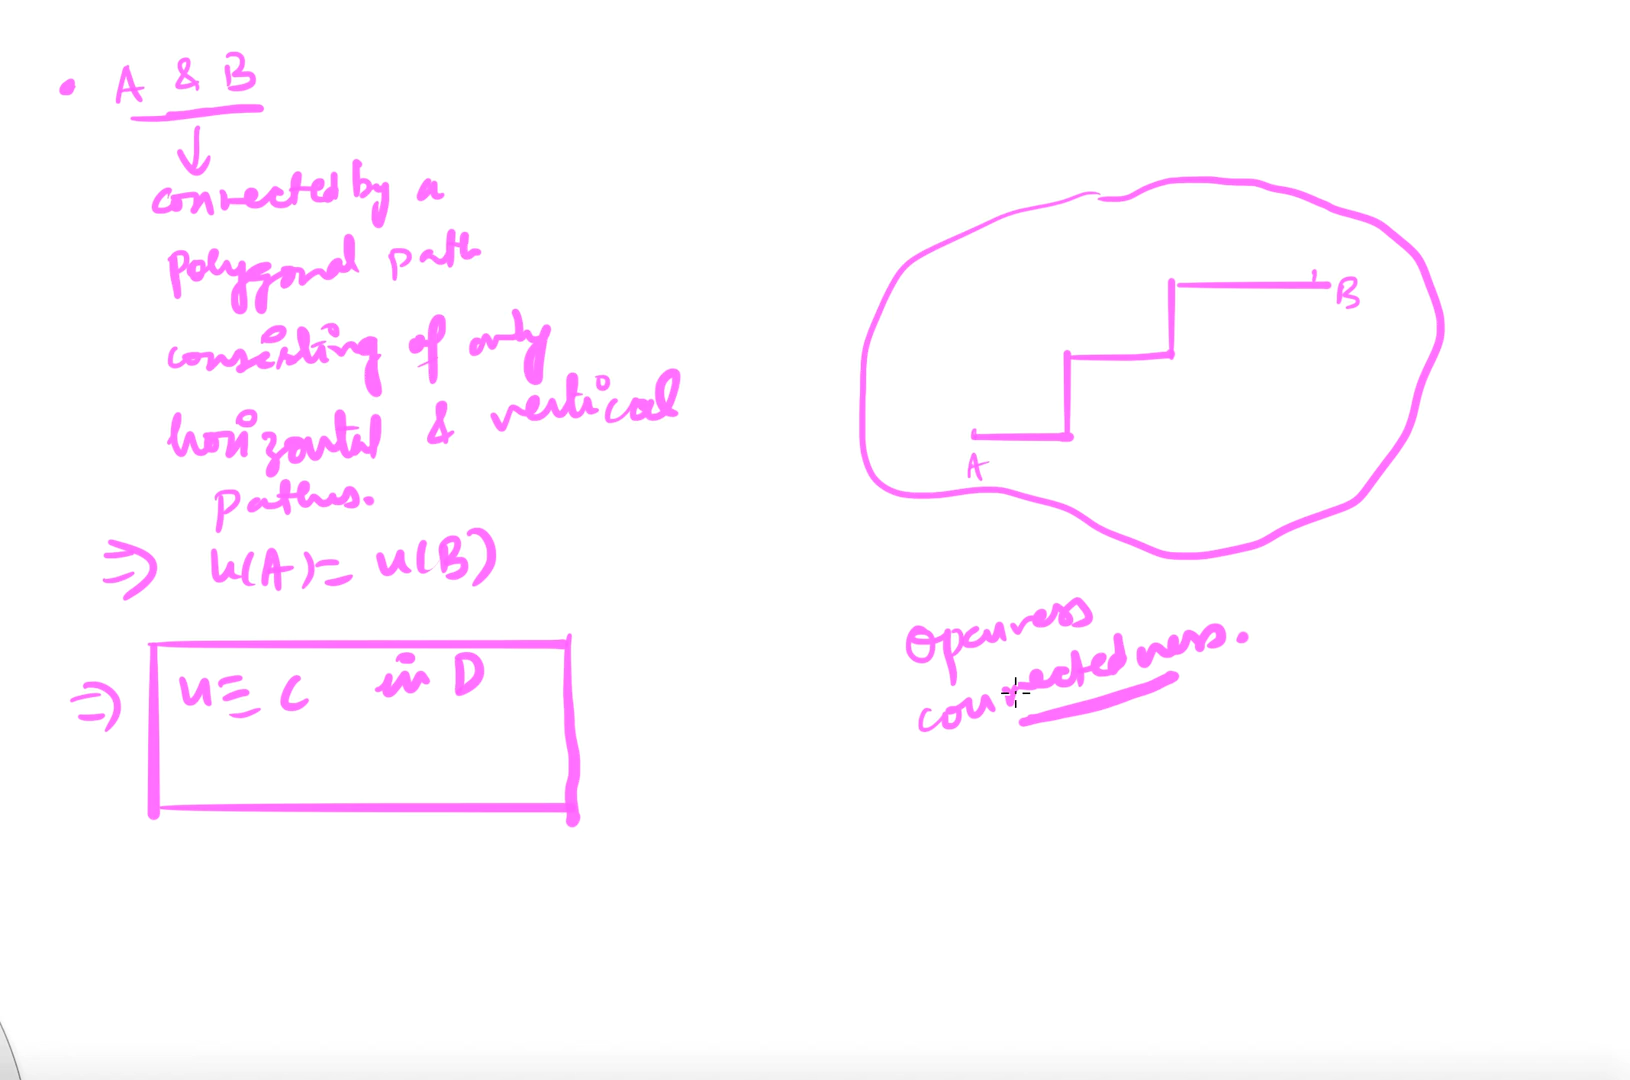 • A & B
↓
connected by a
polygonal path
consisting of only
horizontal & vertical
paths.
⇒ u(A) = u(B)
⇒ u ≡ c in D
B
A
Openness
connectedness.